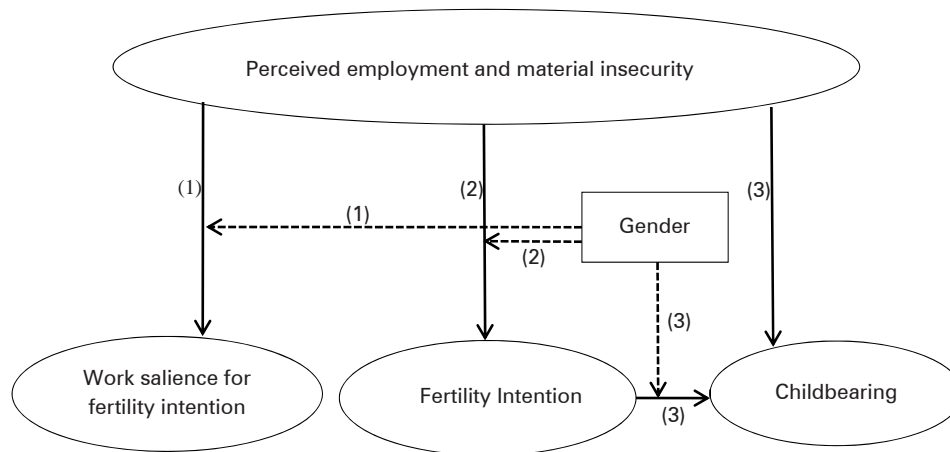 Perceived employment and material insecurity
(1)
(2)
(3)
(1)
Gender
(2)
(3)
Work salience for
fertility intention
Fertility Intention
(3)
Childbearing